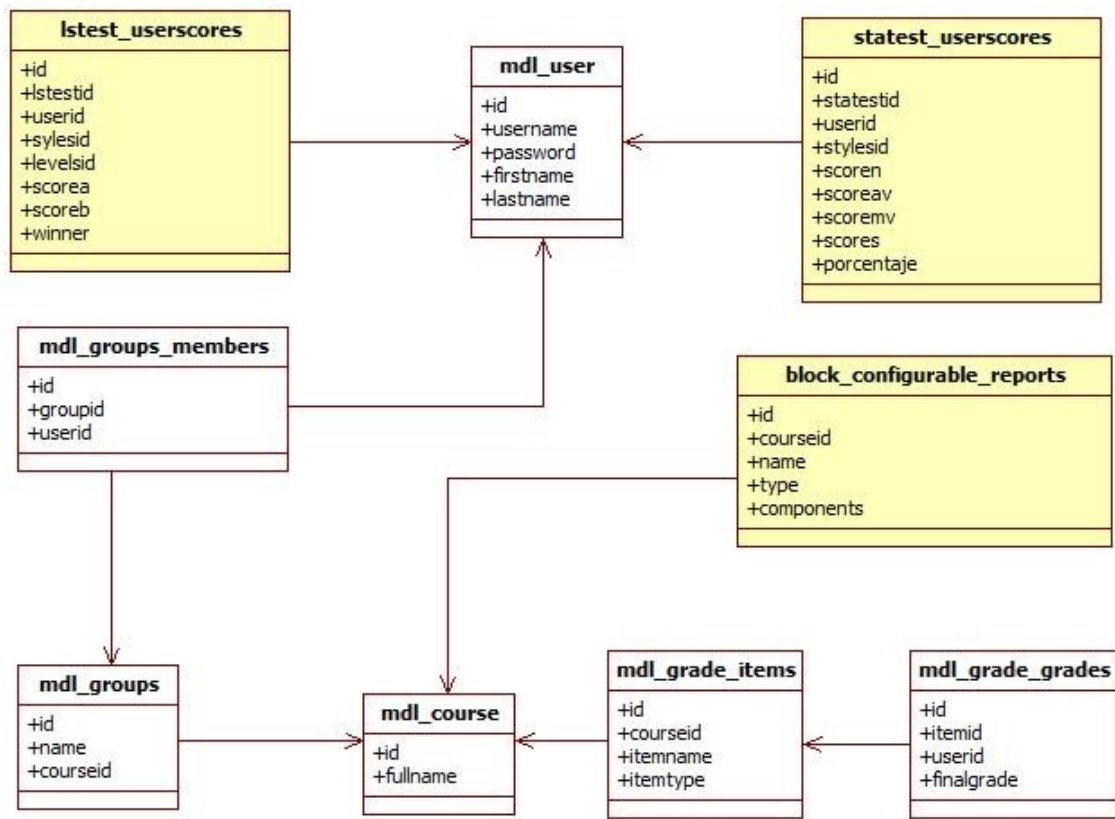 lstest_userscores
+id
+lstestid
+userid
+sylesid
+levelsid
+scorea
+scoreb
+winner
mdl_user
+id
+username
+password
+firstname
+lastname
statest_userscores
+id
+statestid
+userid
+stylesid
+scoren
+scoreav
+scoremv
+scores
+porcentaje
mdl_groups_members
+id
+groupid
+userid
block_configurable_reports
+id
+courseid
+name
+type
+components
mdl_groups
+id
+name
+courseid
mdl_course
+id
+fullname
mdl_grade_items
+id
+courseid
+itemname
+itemtype
mdl_grade_grades
+id
+itemid
+userid
+finalgrade